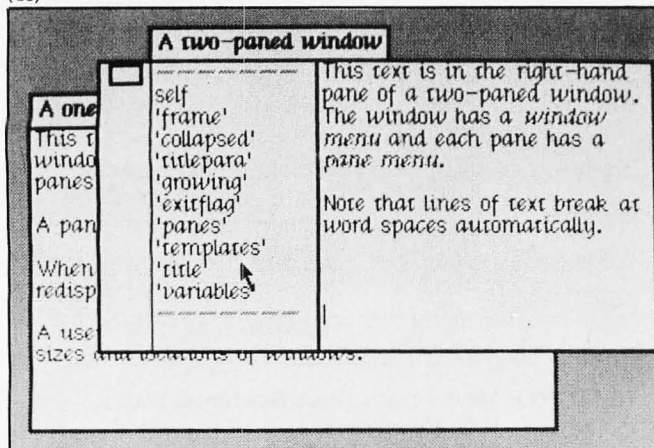 A two-paned window
self
'frame'
'collapsed'
'titlepara'
'growing'
'exitflag'
'panes'
'templates'
'title'
'variables'
This text is in the right-hand
pane of a two-paned window.
The window has a window
menu and each pane has a
pane menu.
Note that lines of text break at
word spaces automatically.
A one
This t
windo
panes
A pan
When
redisp
A use
sizes and locations of windows.